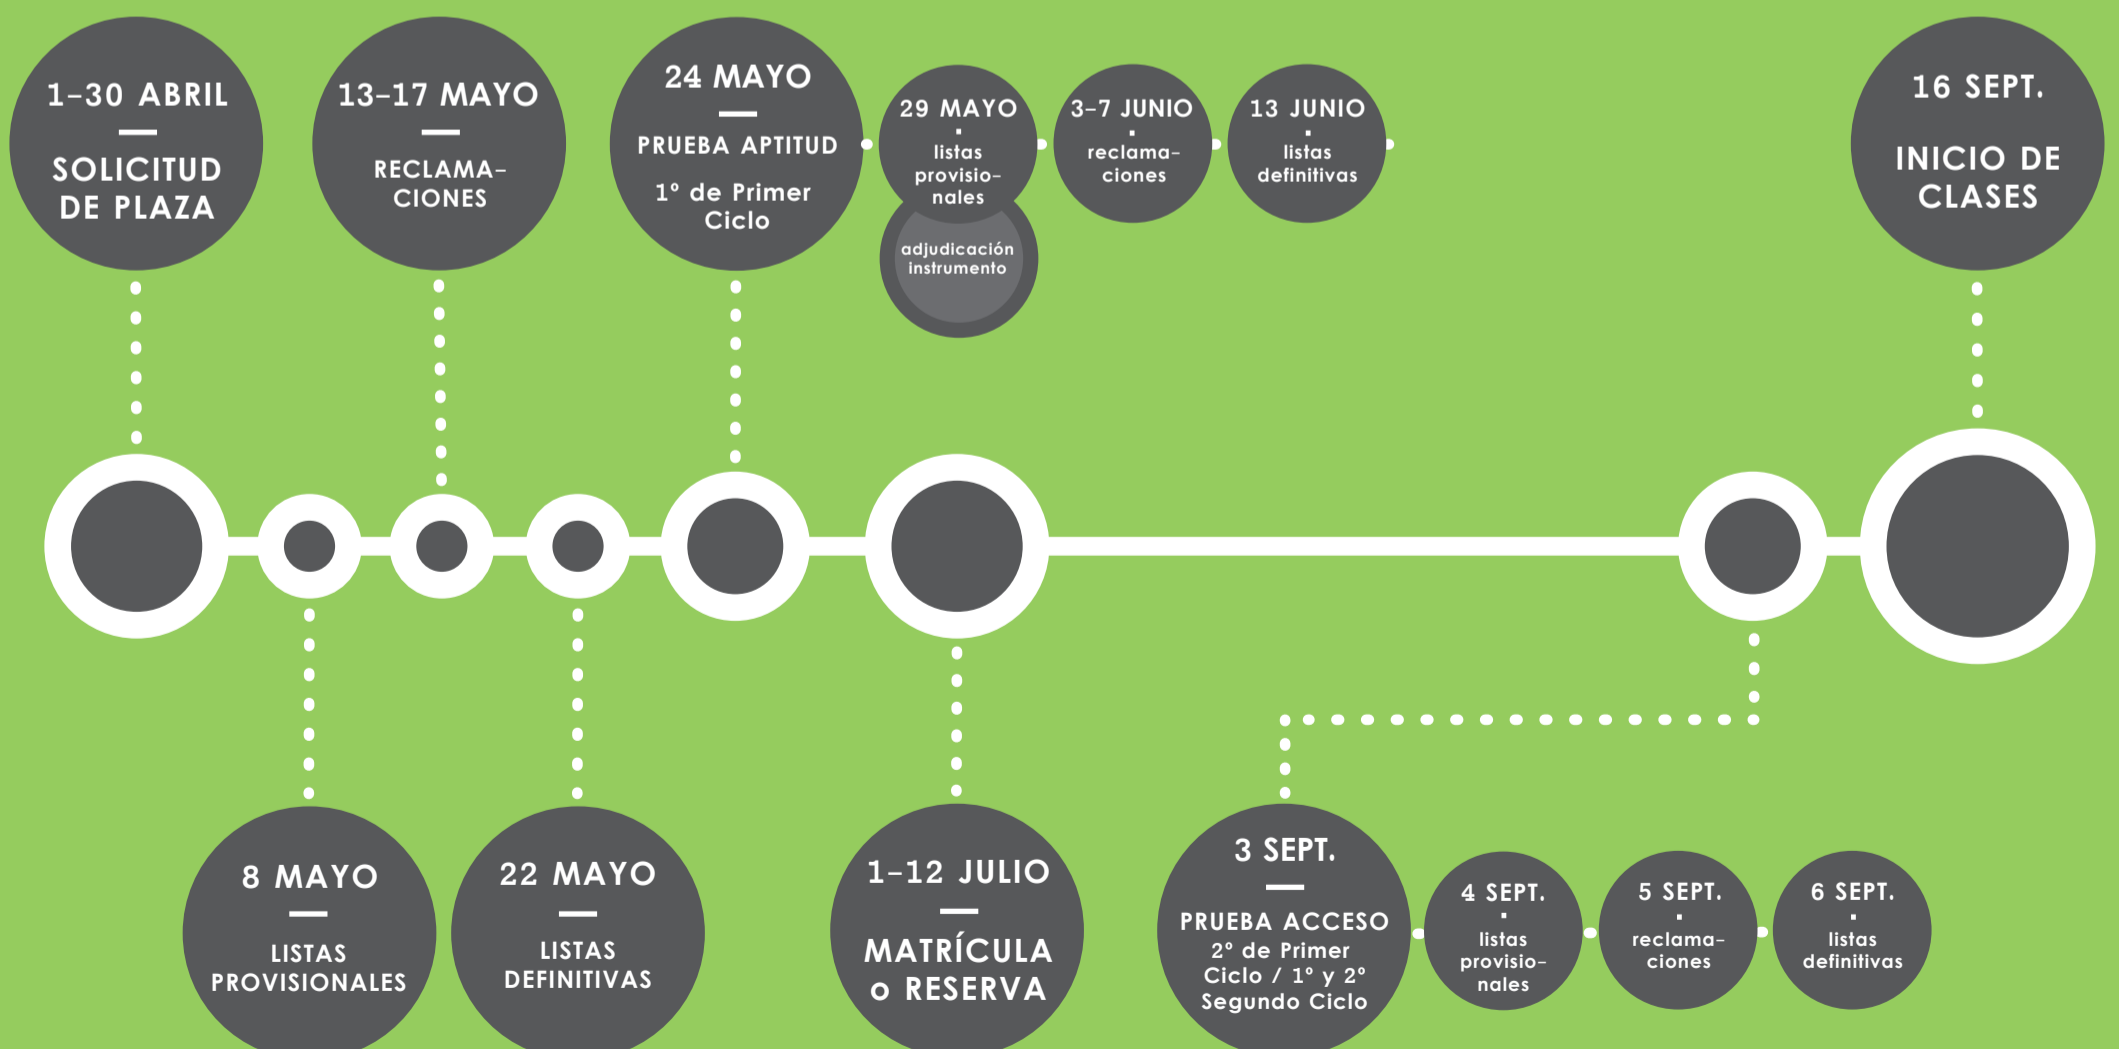 1-30 ABRIL
SOLICITUD
DE PLAZA
13-17 MAYO
RECLAMA-
CIONES
24 MAYO
PRUEBA APTITUD
1º de Primer
Ciclo
29 MAYO
listas
provisio-
nales
adjudicación
instrumento
3-7 JUNIO
reclama-
ciones
13 JUNIO
listas
definitivas
16 SEPT.
INICIO DE
CLASES
8 MAYO
LISTAS
PROVISIONALES
22 MAYO
LISTAS
DEFINITIVAS
1-12 JULIO
MATRÍCULA
o RESERVA
3 SEPT.
PRUEBA ACCESO
2º de Primer
Ciclo / 1º y 2º
Segundo Ciclo
4 SEPT.
listas
provisio-
nales
5 SEPT.
reclama-
ciones
6 SEPT.
listas
definitivas